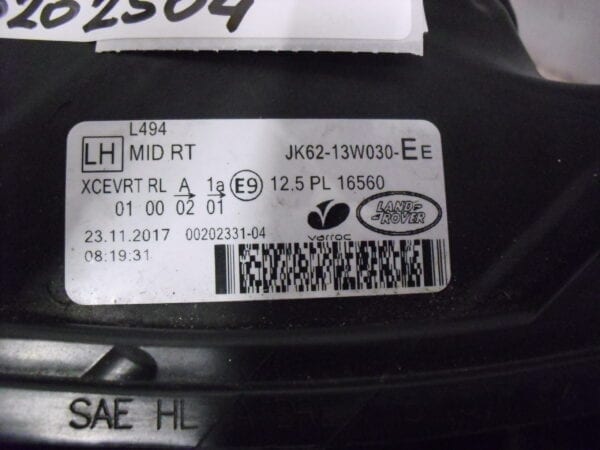 202504
L494
LH MID RT JK62-13W030-EE
XCEVRT RL A 1a E9 12.5 PL 16560
01 00 02 01
LAND-ROVER
varroc
23.11.2017 00202331-04
08:19:31
SAE HL